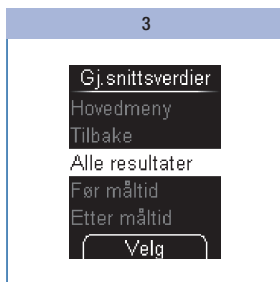 3
Gj.snittsverdier
Hovedmeny
Tilbake
Alle resultater
Før måltid
Etter måltid
Velg